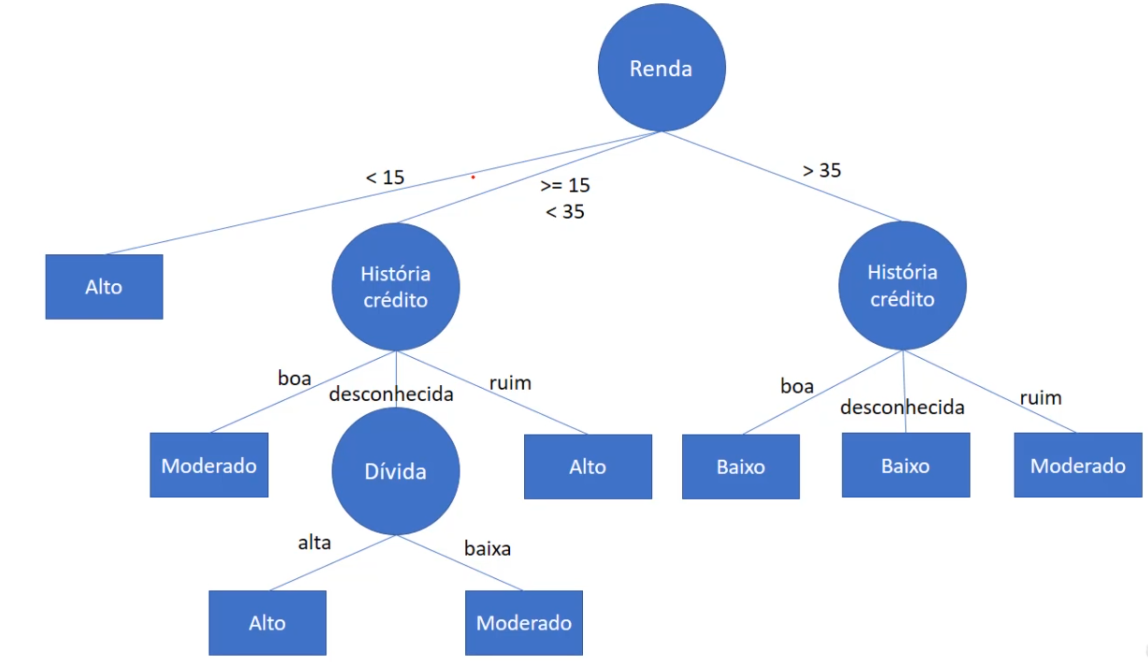 Renda
< 15
>= 15
< 35
> 35
Alto
História
crédito
História
crédito
boa
desconhecida
ruim
boa
desconhecida
ruim
Moderado
Dívida
Alto
Baixo
Baixo
Moderado
alta
baixa
Alto
Moderado